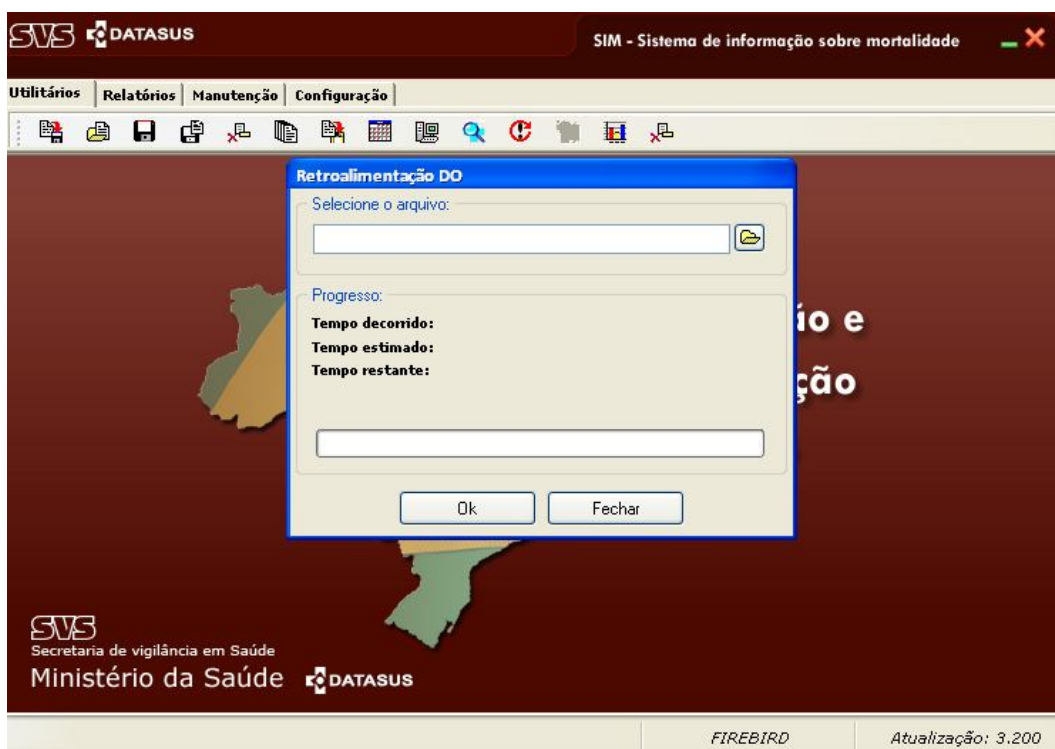 SVS DATASUS
SIM - Sistema de informação sobre mortalidade
Utilitários Relatórios Manutenção Configuração
Retroalimentação DO
Selecione o arquivo:
Progresso:
Tempo decorrido:
Tempo estimado:
Tempo restante:
ão e
ção
Ok Fechar
SVS
Secretaria de vigilância em Saúde
Ministério da Saúde DATASUS
FIREBIRD Atualização: 3.200